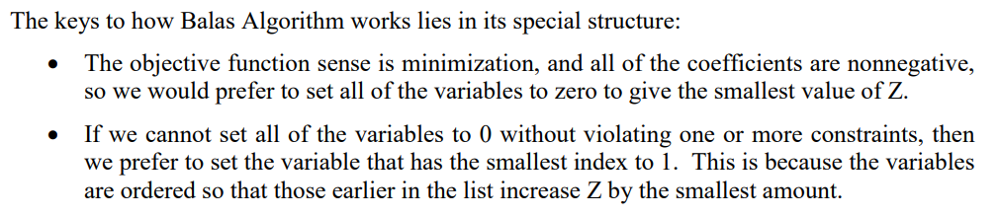 The keys to how Balas Algorithm works lies in its special structure:
• The objective function sense is minimization, and all of the coefficients are nonnegative,
so we would prefer to set all of the variables to zero to give the smallest value of Z.
• If we cannot set all of the variables to 0 without violating one or more constraints, then
we prefer to set the variable that has the smallest index to 1.  This is because the variables
are ordered so that those earlier in the list increase Z by the smallest amount.